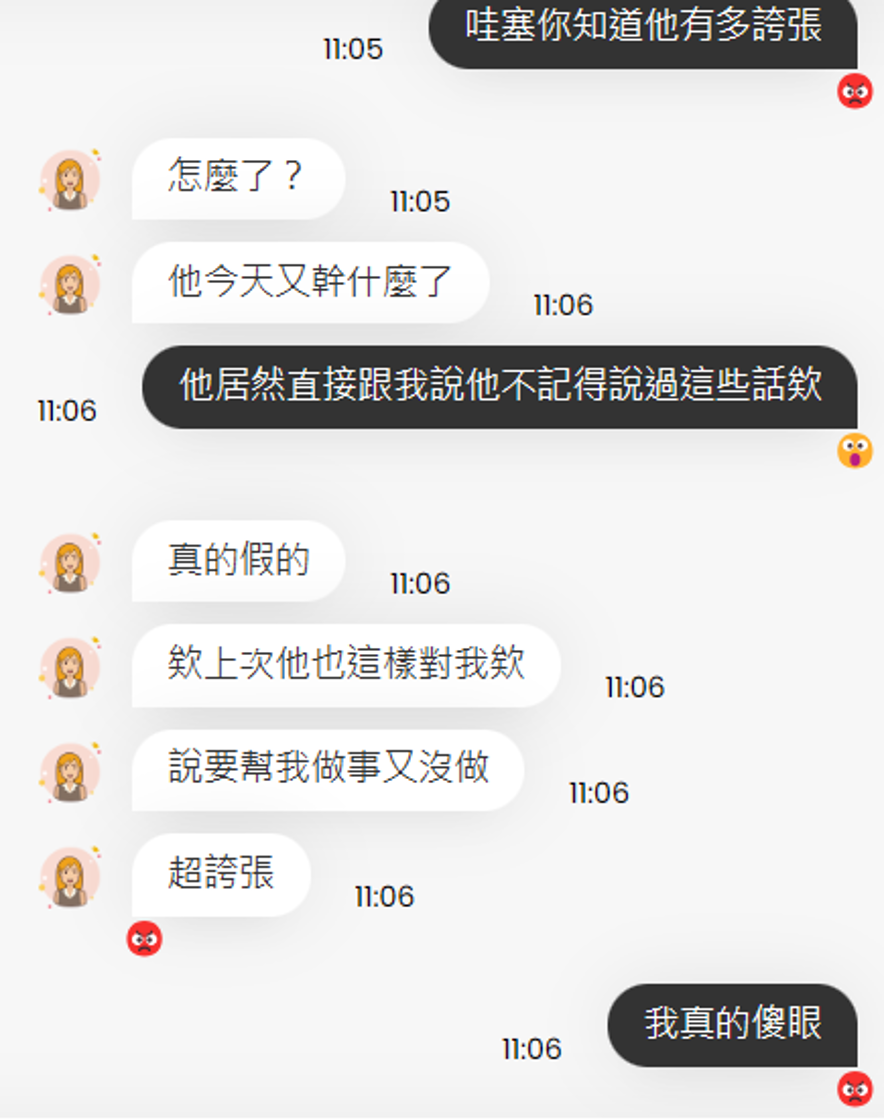 哇塞你知道他有多誇張
11:05
怎麼了？
11:05
他今天又幹什麼了
11:06
他居然直接跟我說他不記得說過這些話欸
11:06
真的假的
11:06
欸上次他也這樣對我欸
11:06
說要幫我做事又沒做
11:06
超誇張
11:06
我真的傻眼
11:06